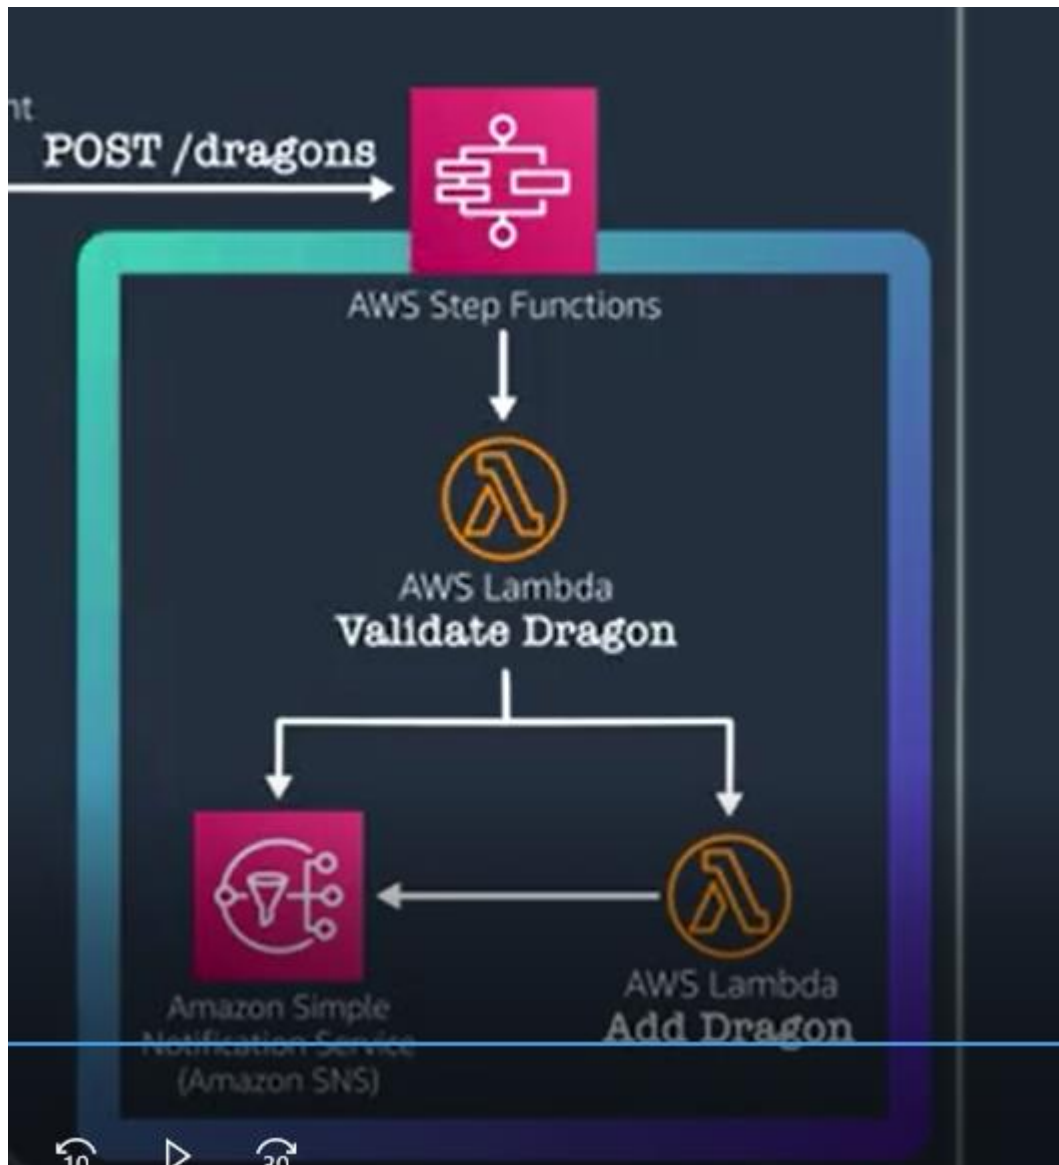 nt
POST /dragons
AWS Step Functions
AWS Lambda
Validate Dragon
Amazon Simple
Notification Service
(Amazon SNS)
AWS Lambda
Add Dragon
10
30